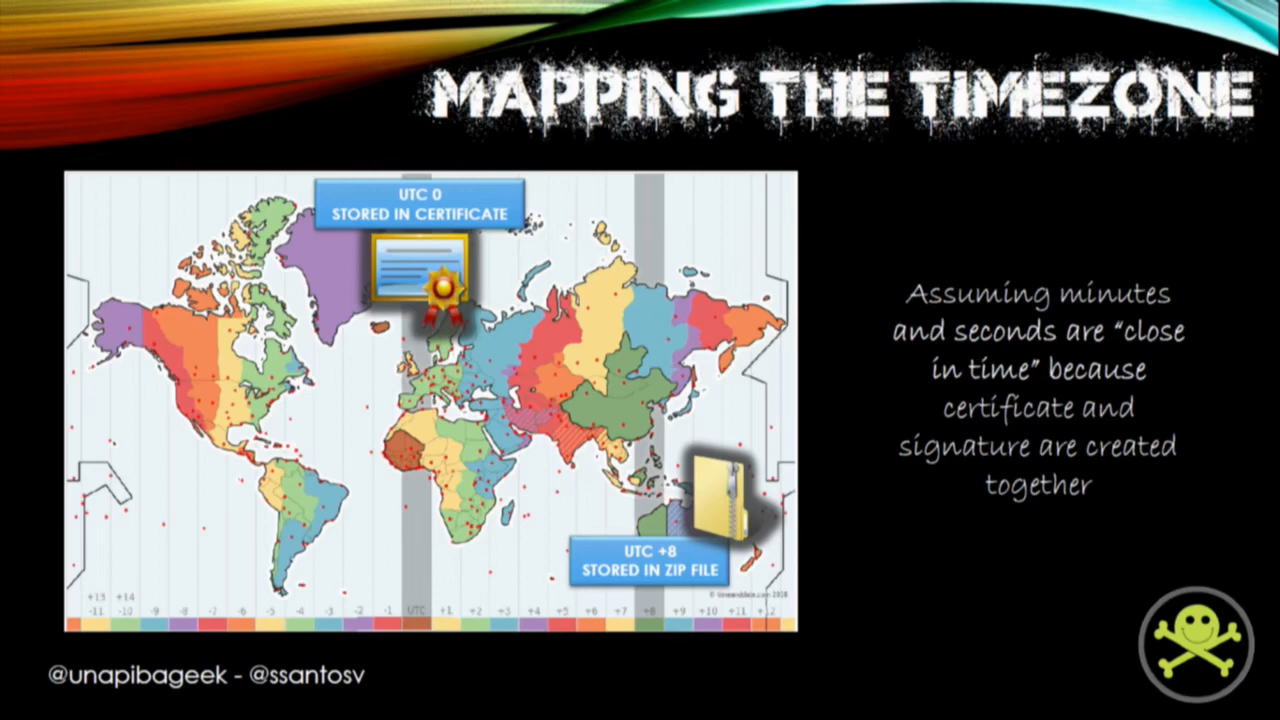 MAPPING THE TIMEZONE
UTC 0
STORED IN CERTIFICATE
Assuming minutes
and seconds are “close
in time” because
certificate and
signature are created
together
UTC +8
STORED IN ZIP FILE
© timeanddate.com 2018
+13 +14
-11 -10 -9 -8 -7 -6 -5 -4 -3 -2 -1 UTC +1 +2 +3 +4 +5 +6 +7 +8 +9 +10 +11 +12
@unapibageek - @ssantosv